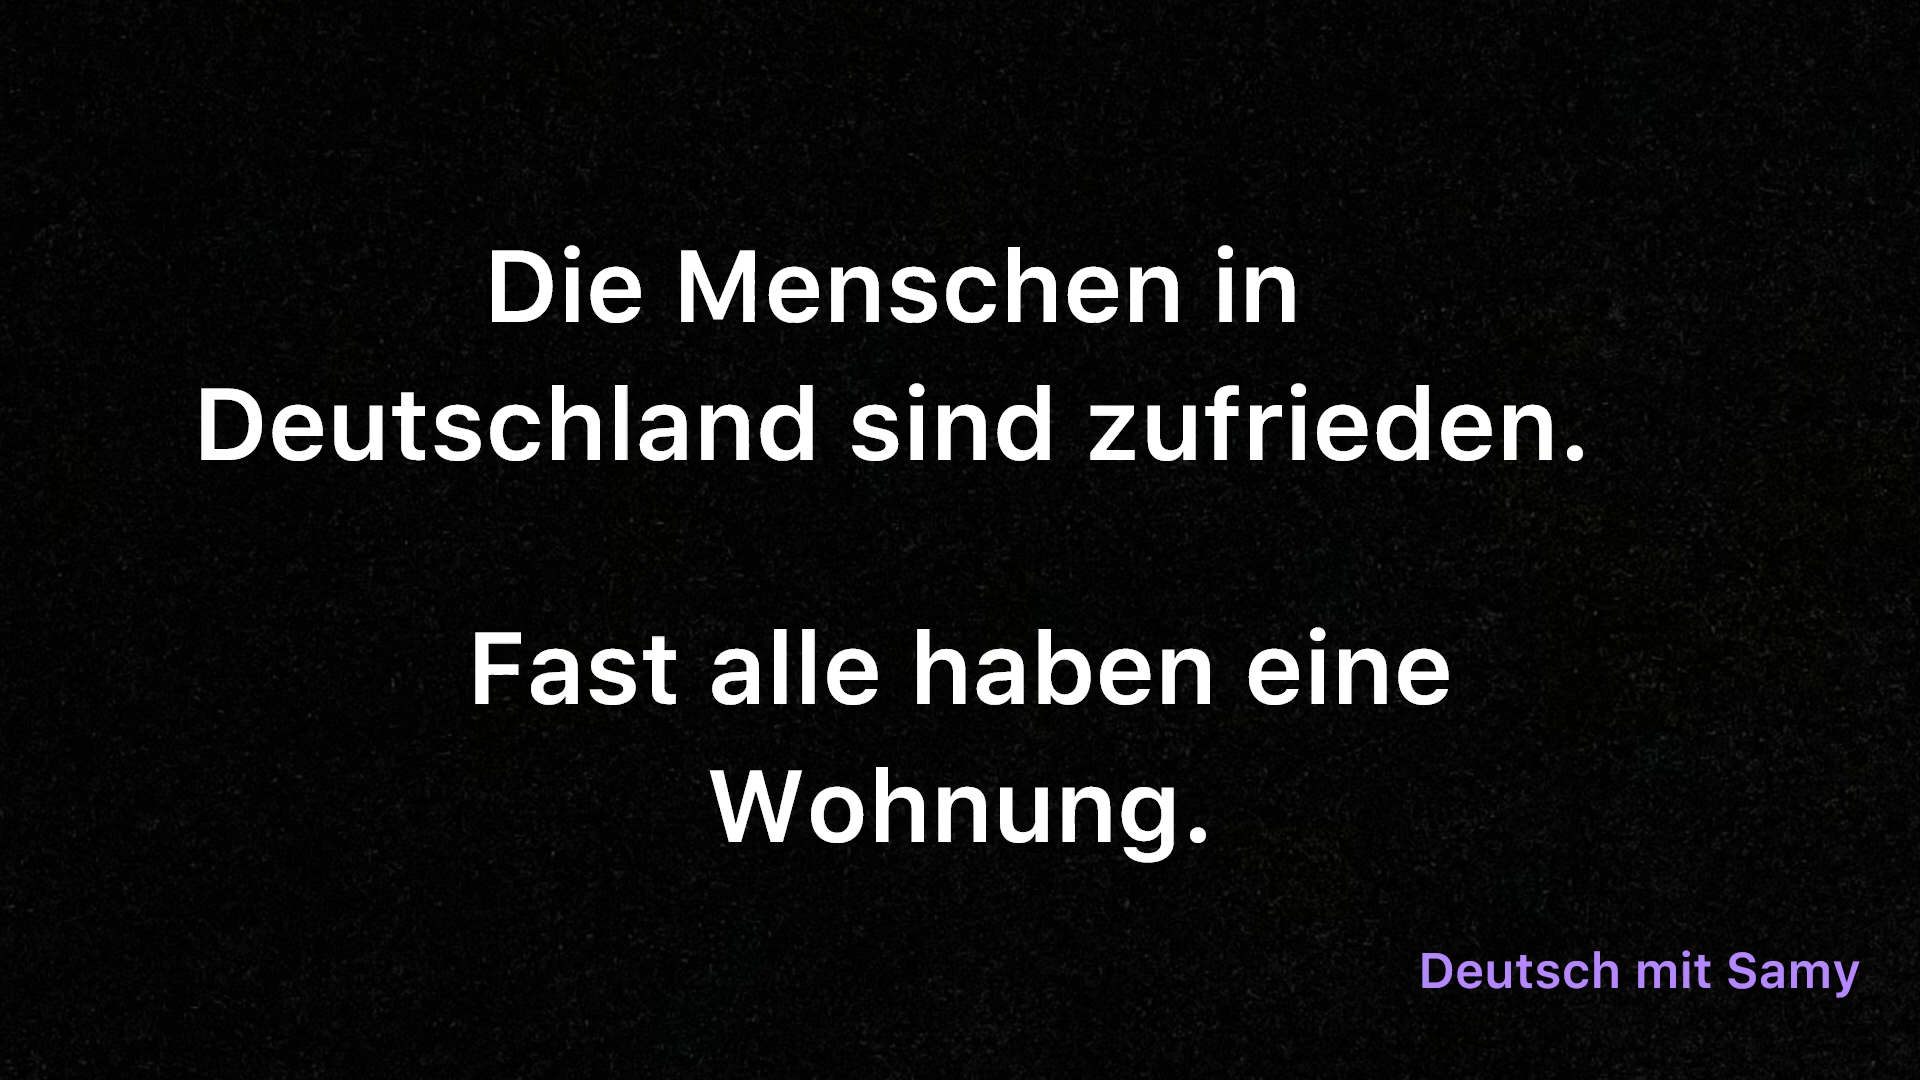 Die Menschen in
Deutschland sind zufrieden.
Fast alle haben eine
Wohnung.
Deutsch mit Samy